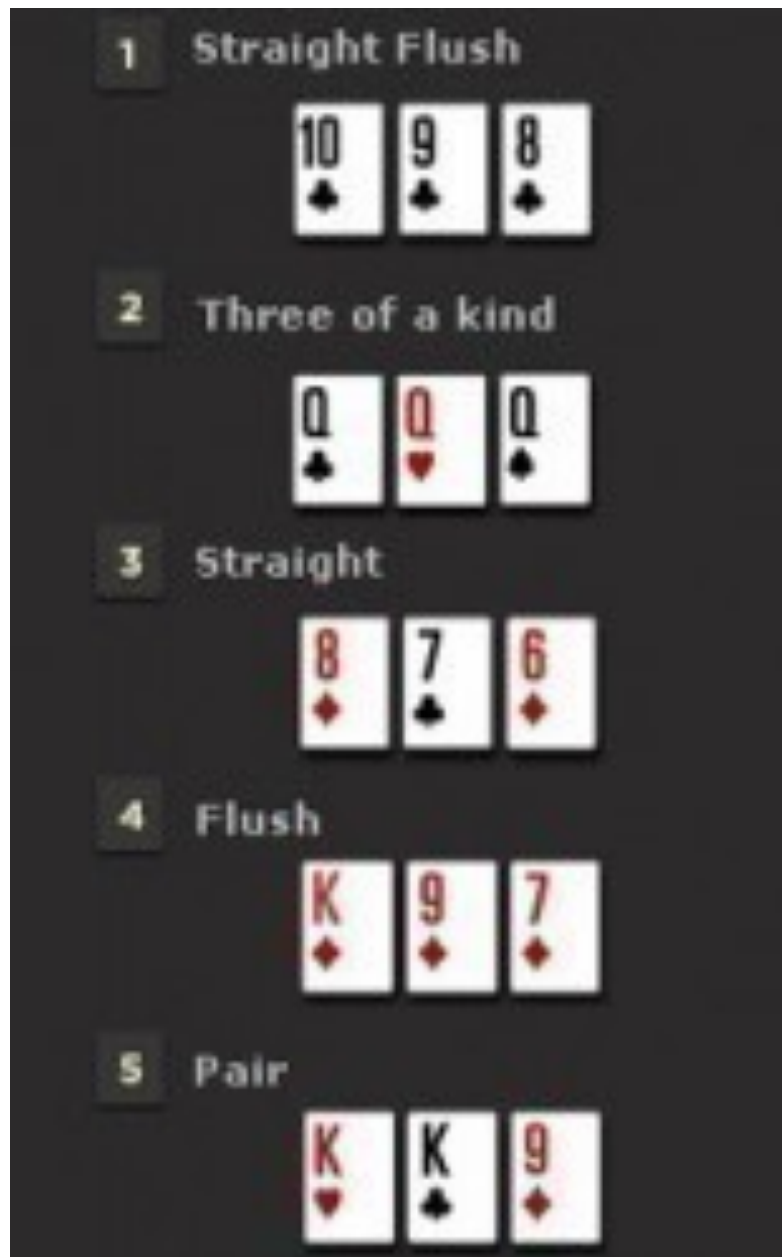 1 Straight Flush
10 9 8
2 Three of a kind
Q Q Q
3 Straight
8 7 6
4 Flush
K 9 7
5 Pair
K K 9